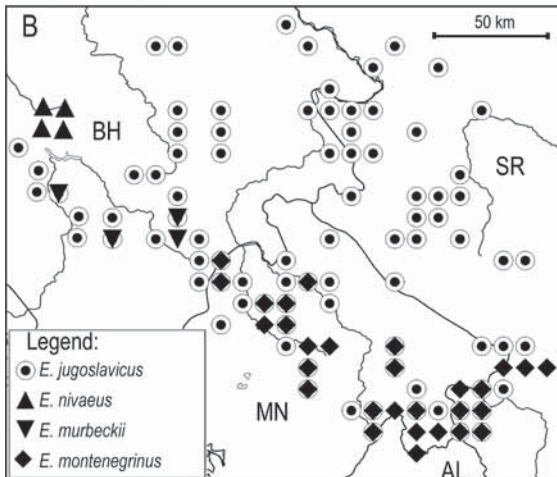 B
50 km
BH
SR
Legend:
E. jugoslavicus
E. nivaeus
E. murbeckii
E. montenegrinus
MN
AL